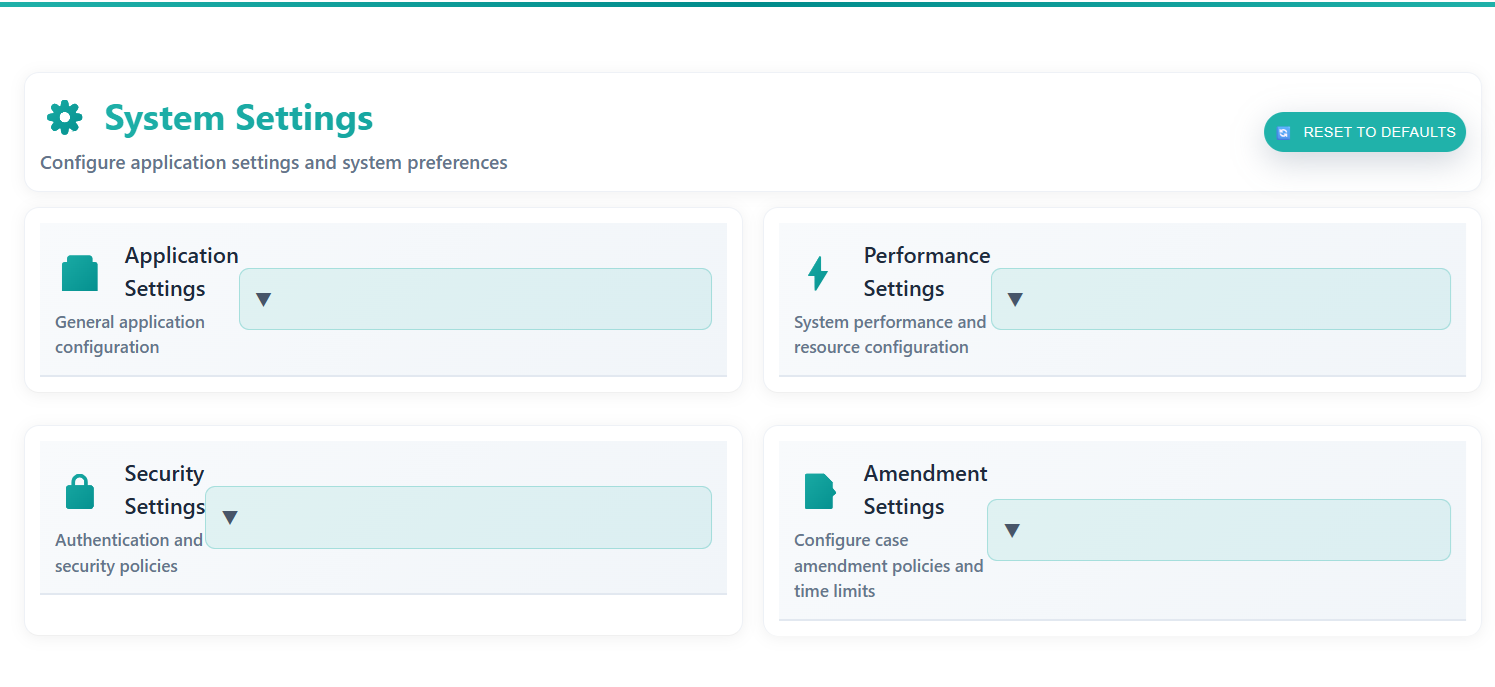 System Settings
Configure application settings and system preferences
RESET TO DEFAULTS
Application
Settings
General application
configuration
▼
Performance
Settings
System performance and
resource configuration
▼
Security
Settings
Authentication and
security policies
▼
Amendment
Settings
Configure case
amendment policies and
time limits
▼